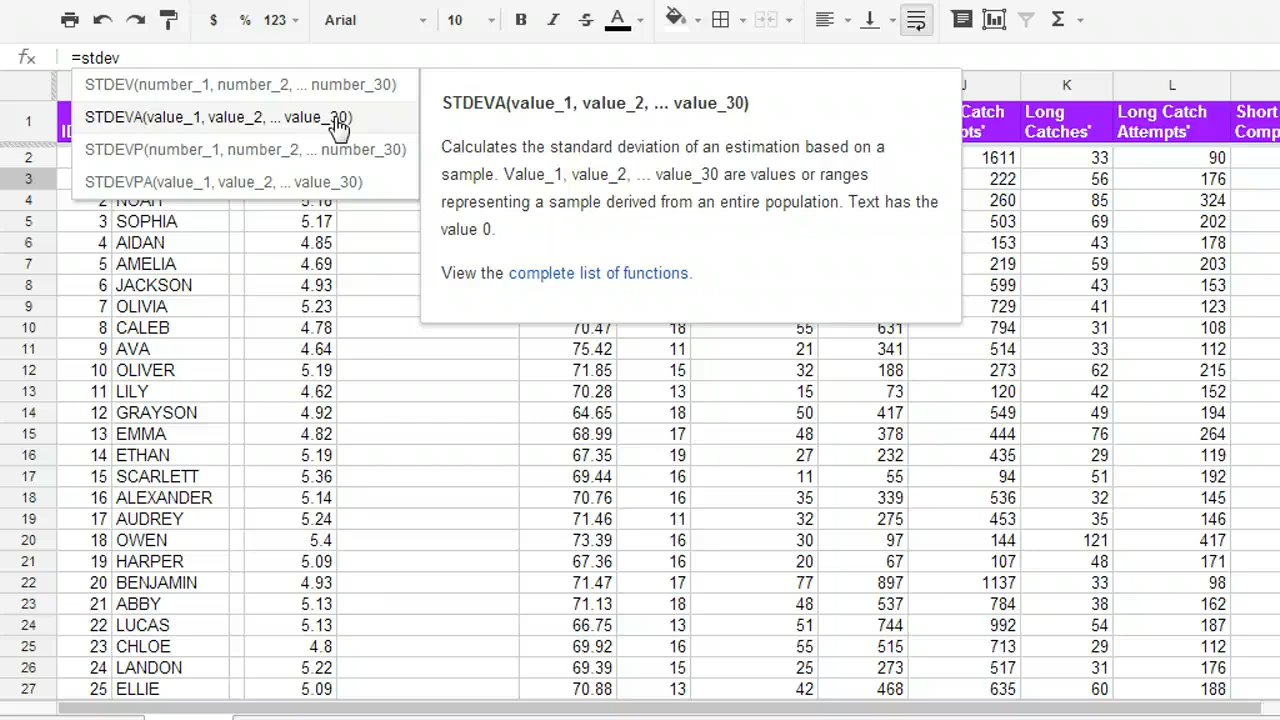 $ % 123 Arial 10 B I S A Σ
fx =stdev
STDEV(number_1, number_2, ... number_30)
STDEVA(value_1, value_2, ... value_30)
STDEVP(number_1, number_2, ... number_30)
STDEVPA(value_1, value_2, ... value_30)
STDEVA(value_1, value_2, ... value_30)
Calculates the standard deviation of an estimation based on a
sample. Value_1, value_2, ... value_30 are values or ranges
representing a sample derived from an entire population. Text has the
value 0.
View the complete list of functions.
J K L
1 Catch Long Long Catch Short
Catches* Attempts* Comp
2 1611 33 90
3 222 56 176
4 2 NOAH 5.18 260 85 324
5 3 SOPHIA 5.17 503 69 202
6 4 AIDAN 4.85 153 43 178
7 5 AMELIA 4.69 219 59 203
8 6 JACKSON 4.93 599 43 153
9 7 OLIVIA 5.23 729 41 123
10 8 CALEB 4.78 70.47 18 55 631 794 31 108
11 9 AVA 4.64 75.42 11 21 341 514 33 112
12 10 OLIVER 5.19 71.85 15 32 188 273 62 215
13 11 LILY 4.62 70.28 13 15 73 120 42 152
14 12 GRAYSON 4.92 64.65 18 50 417 549 49 194
15 13 EMMA 4.82 68.99 17 48 378 444 76 264
16 14 ETHAN 5.19 67.35 19 27 232 435 29 119
17 15 SCARLETT 5.36 69.44 16 11 55 94 51 192
18 16 ALEXANDER 5.14 70.76 16 35 339 536 32 145
19 17 AUDREY 5.24 71.46 11 32 275 453 35 146
20 18 OWEN 5.4 73.39 16 30 97 144 121 417
21 19 HARPER 5.09 67.36 16 20 67 107 48 171
22 20 BENJAMIN 4.93 71.47 17 77 897 1137 33 98
23 21 ABBY 5.13 71.13 18 48 537 784 38 162
24 22 LUCAS 5.13 66.75 13 51 744 992 54 187
25 23 CHLOE 4.8 69.92 16 55 515 713 29 112
26 24 LANDON 5.22 69.39 15 25 273 517 31 176
27 25 ELLIE 5.09 70.88 13 42 468 635 60 188